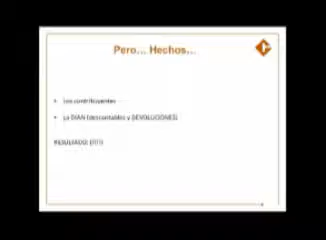 Pero... Hechos...
• Los contribuyentes
• La DIAN (descontables y DEVOLUCIONES)
RESULTADO: